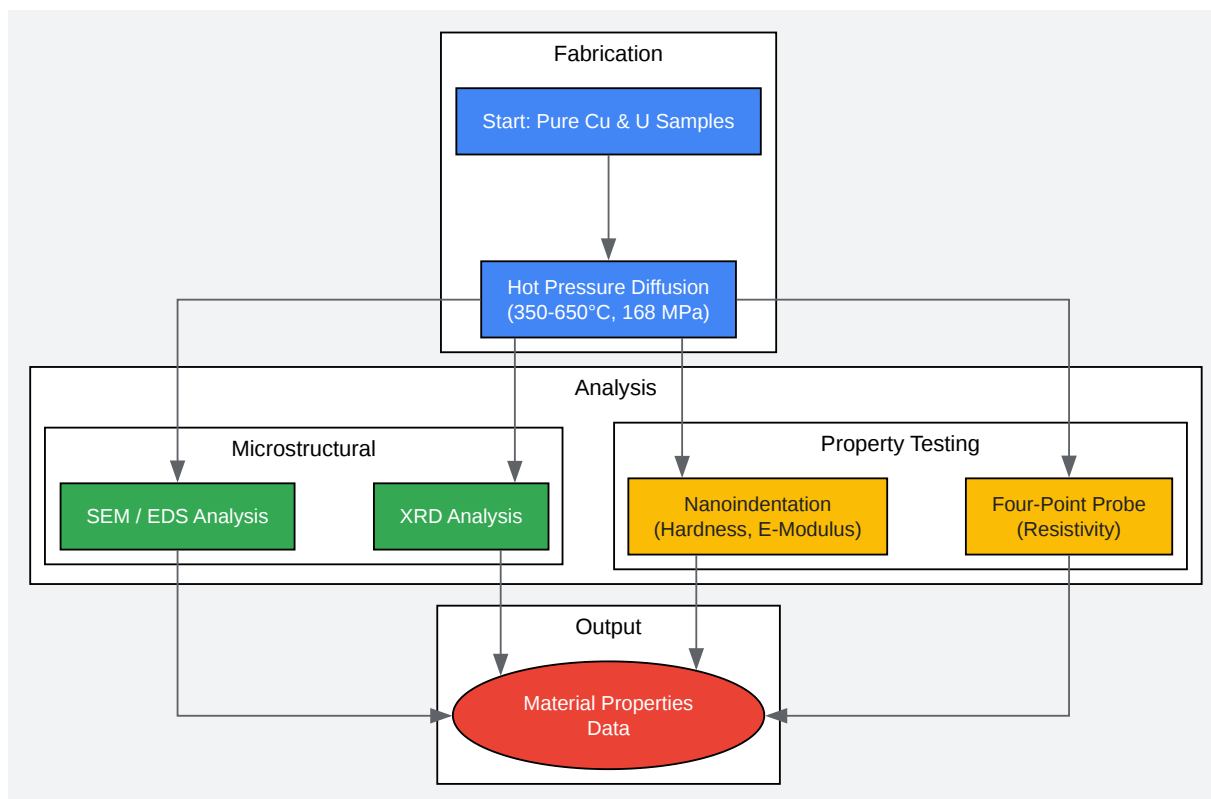 Fabrication
Start: Pure Cu & U Samples
Hot Pressure Diffusion
(350-650°C, 168 MPa)
Analysis
Microstructural
SEM / EDS Analysis
XRD Analysis
Property Testing
Nanoindentation
(Hardness, E-Modulus)
Four-Point Probe
(Resistivity)
Output
Material Properties
Data